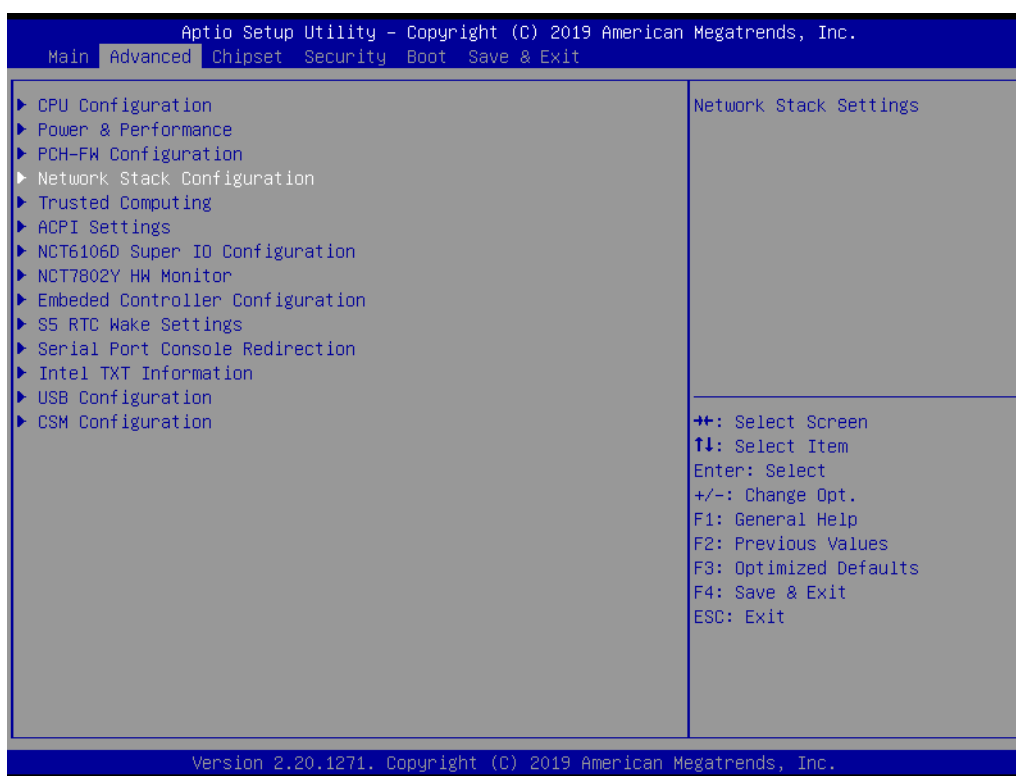 Aptio Setup Utility – Copyright (C) 2019 American Megatrends, Inc.
Main Advanced Chipset Security Boot Save & Exit
▶ CPU Configuration
▶ Power & Performance
▶ PCH-FW Configuration
▶ Network Stack Configuration
▶ Trusted Computing
▶ ACPI Settings
▶ NCT6106D Super IO Configuration
▶ NCT7802Y HW Monitor
▶ Embeded Controller Configuration
▶ S5 RTC Wake Settings
▶ Serial Port Console Redirection
▶ Intel TXT Information
▶ USB Configuration
▶ CSM Configuration
Network Stack Settings
→←: Select Screen
↑↓: Select Item
Enter: Select
+/-: Change Opt.
F1: General Help
F2: Previous Values
F3: Optimized Defaults
F4: Save & Exit
ESC: Exit
Version 2.20.1271. Copyright (C) 2019 American Megatrends, Inc.